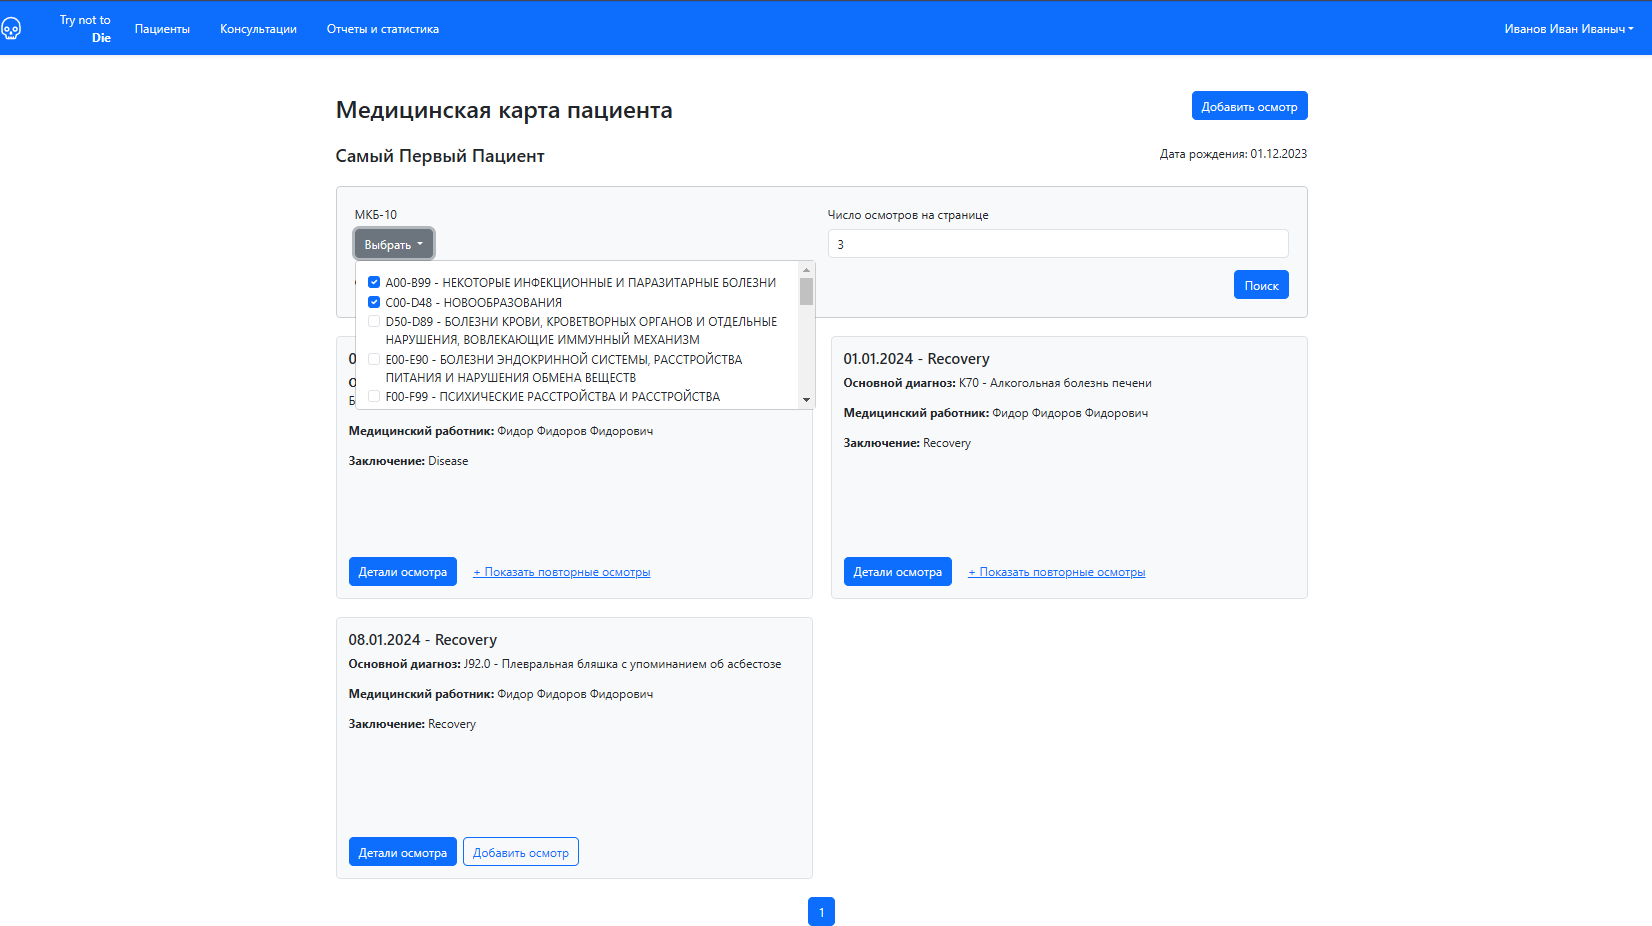 Try not to
Die
Пациенты
Консультации
Отчеты и статистика
Иванов Иван Иваныч
Медицинская карта пациента
Добавить осмотр
Самый Первый Пациент
Дата рождения: 01.12.2023
МКБ-10
Выбрать
Число осмотров на странице
3
A00-B99 - НЕКОТОРЫЕ ИНФЕКЦИОННЫЕ И ПАРАЗИТАРНЫЕ БОЛЕЗНИ
C00-D48 - НОВООБРАЗОВАНИЯ
D50-D89 - БОЛЕЗНИ КРОВИ, КРОВЕТВОРНЫХ ОРГАНОВ И ОТДЕЛЬНЫЕ
НАРУШЕНИЯ, ВОВЛЕКАЮЩИЕ ИММУННЫЙ МЕХАНИЗМ
E00-E90 - БОЛЕЗНИ ЭНДОКРИННОЙ СИСТЕМЫ, РАССТРОЙСТВА
ПИТАНИЯ И НАРУШЕНИЯ ОБМЕНА ВЕЩЕСТВ
F00-F99 - ПСИХИЧЕСКИЕ РАССТРОЙСТВА И РАССТРОЙСТВА
Поиск
Медицинский работник: Фидор Фидоров Фидорович
Заключение: Disease
Детали осмотра
+ Показать повторные осмотры
01.01.2024 - Recovery
Основной диагноз: K70 - Алкогольная болезнь печени
Медицинский работник: Фидор Фидоров Фидорович
Заключение: Recovery
Детали осмотра
+ Показать повторные осмотры
08.01.2024 - Recovery
Основной диагноз: J92.0 - Плевральная бляшка с упоминанием об асбестозе
Медицинский работник: Фидор Фидоров Фидорович
Заключение: Recovery
Детали осмотра
Добавить осмотр
1